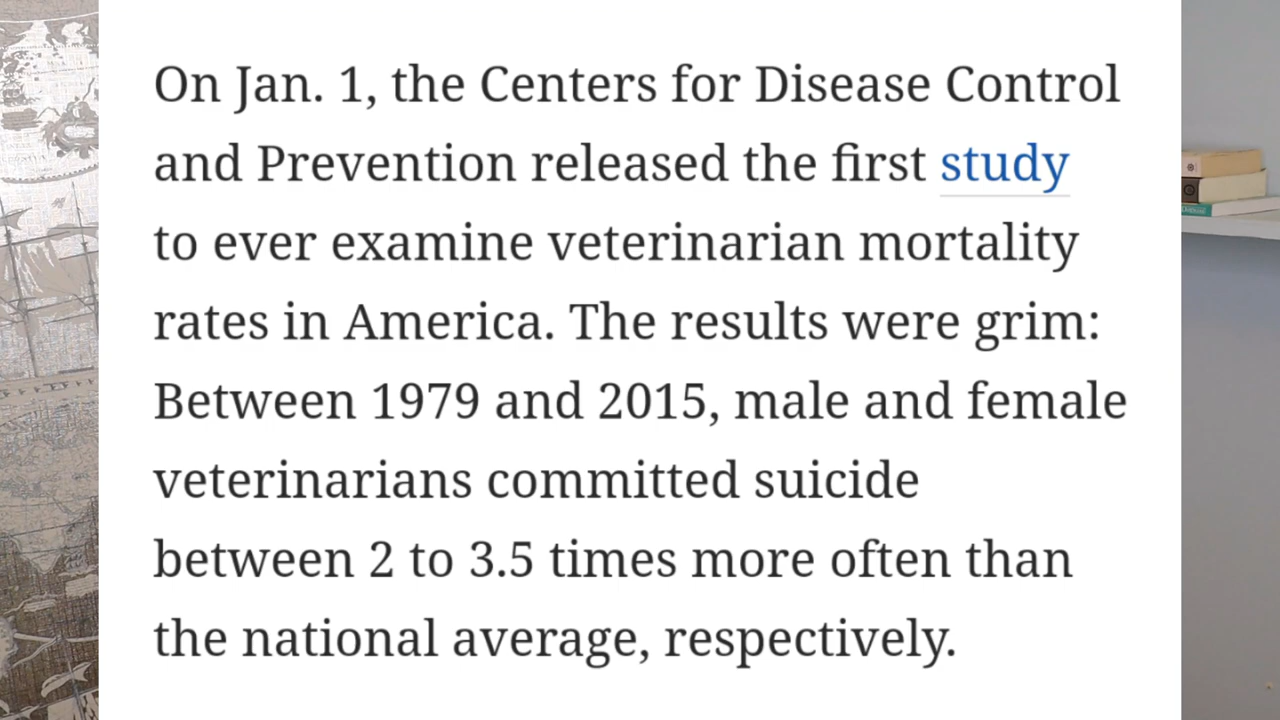 On Jan. 1, the Centers for Disease Control
and Prevention released the first study
to ever examine veterinarian mortality
rates in America. The results were grim:
Between 1979 and 2015, male and female
veterinarians committed suicide
between 2 to 3.5 times more often than
the national average, respectively.